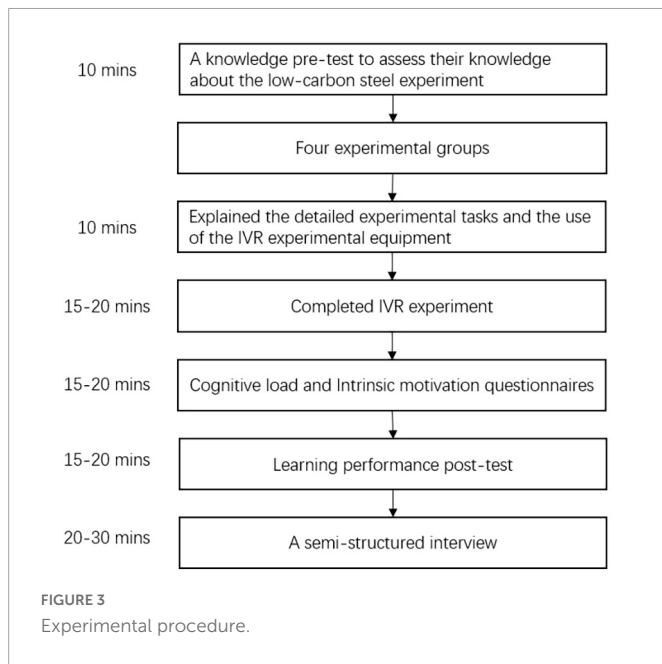 10 mins
A knowledge pre-test to assess their knowledge
about the low-carbon steel experiment
Four experimental groups
10 mins
Explained the detailed experimental tasks and the use
of the IVR experimental equipment
15-20 mins
Completed IVR experiment
15-20 mins
Cognitive load and Intrinsic motivation questionnaires
15-20 mins
Learning performance post-test
20-30 mins
A semi-structured interview
FIGURE 3
Experimental procedure.